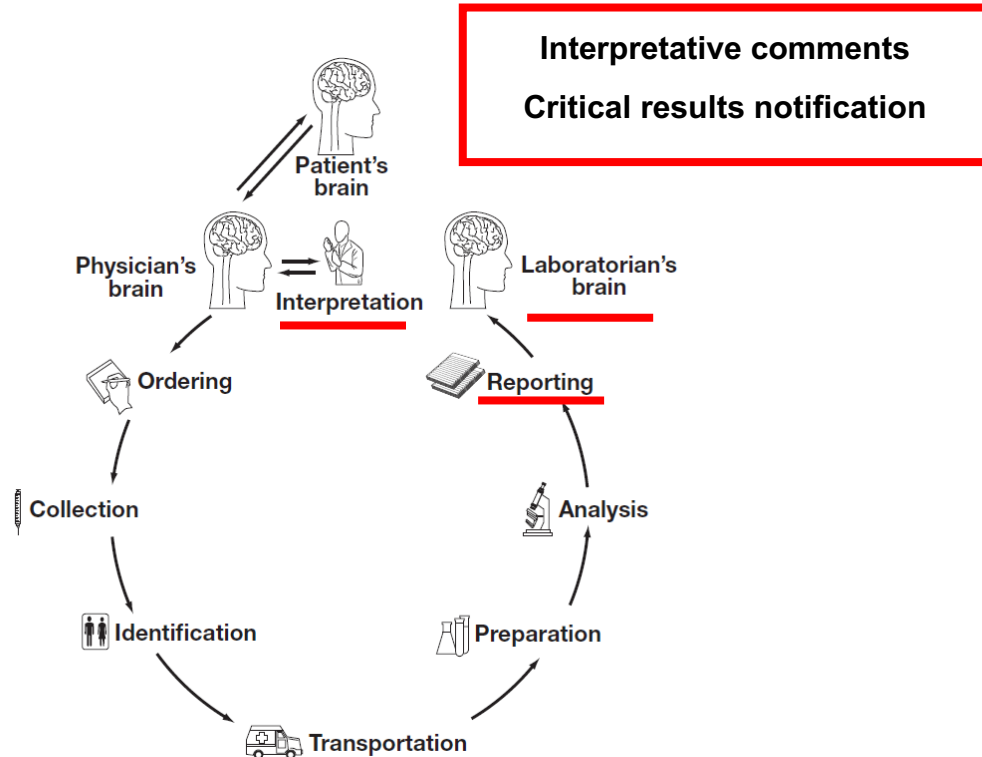 Interpretative comments
Critical results notification
Patient's
brain
Physician's
brain
Interpretation
Laboratorian's
brain
Ordering
Reporting
Collection
Analysis
Identification
Preparation
Transportation